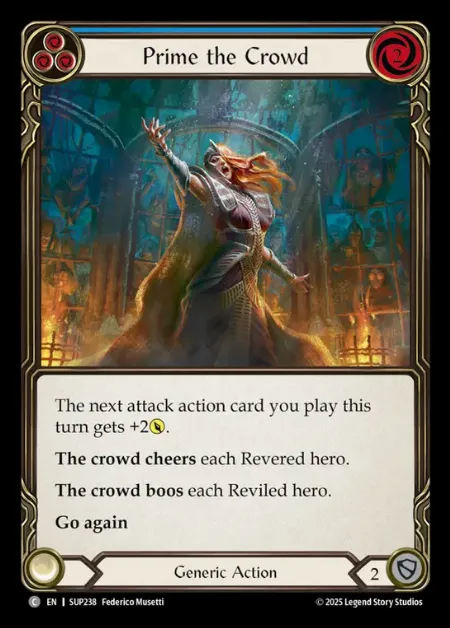 Prime the Crowd
2
The next attack action card you play this
turn gets +2.
The crowd cheers each Revered hero.
The crowd boos each Reviled hero.
Go again
Generic Action
2
C EN | SUP238 Federico Musetti
© 2025 Legend Story Studios